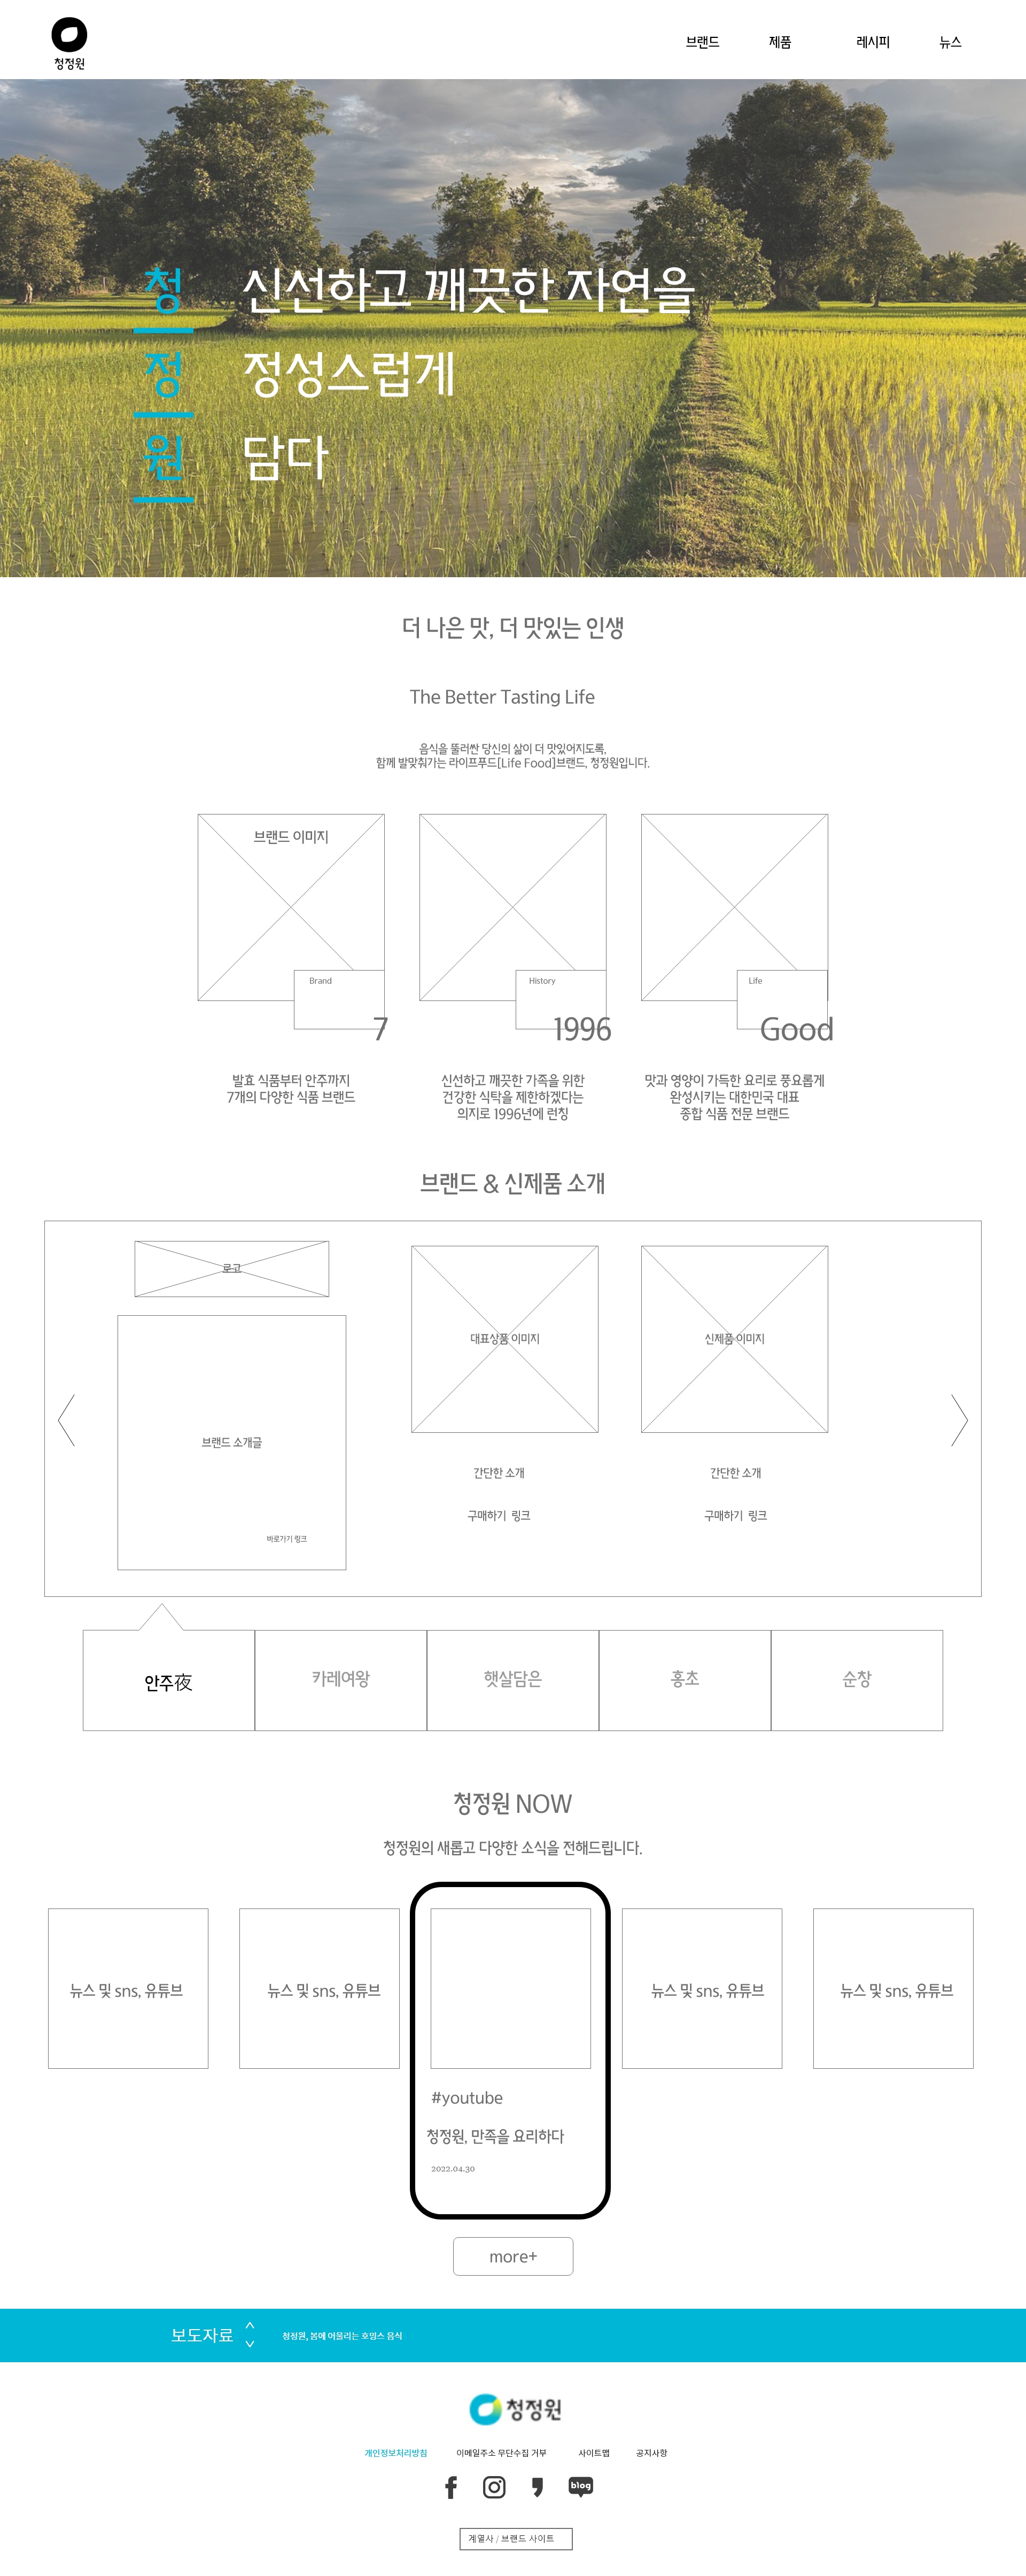 청정원
브랜드 제품 레시피 뉴스
청 신선하고 깨끗한 자연을
정 정성스럽게
원 담다
더 나은 맛, 더 맛있는 인생
The Better Tasting Life
음식을 둘러싼 당신의 삶이 더 맛있어지도록,
함께 발맞춰가는 라이프푸드[Life Food]브랜드, 청정원입니다.
브랜드 이미지
Brand
7
History
1996
Life
Good
발효 식품부터 안주까지
7개의 다양한 식품 브랜드
신선하고 깨끗한 가족을 위한
건강한 식탁을 제한하겠다는
의지로 1996년에 런칭
맛과 영양이 가득한 요리로 풍요롭게
완성시키는 대한민국 대표
종합 식품 전문 브랜드
브랜드 & 신제품 소개
로고
브랜드 소개글
바로가기 링크
대표상품 이미지
간단한 소개
구매하기 링크
신제품 이미지
간단한 소개
구매하기 링크
안주夜
카레여왕
햇살담은
홍초
순창
청정원 NOW
청정원의 새롭고 다양한 소식을 전해드립니다.
뉴스 및 sns, 유튜브
뉴스 및 sns, 유튜브
#youtube
청정원, 만족을 요리하다
2022.04.30
뉴스 및 sns, 유튜브
뉴스 및 sns, 유튜브
more+
보도자료
청정원, 봄에 어울리는 호밍스 음식
청정원
개인정보처리방침 이메일주소 무단수집 거부 사이트맵 공지사항
blog
계열사 / 브랜드 사이트